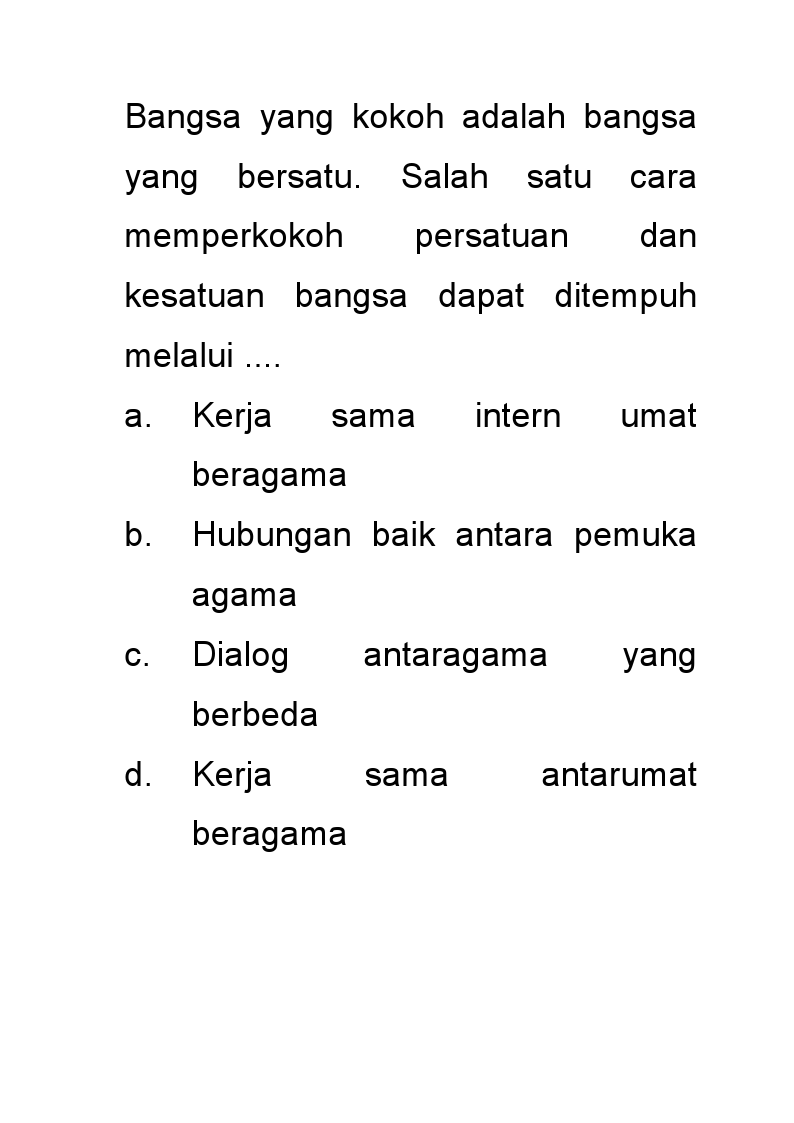 Bangsa yang kokoh adalah bangsa
yang bersatu. Salah satu cara
memperkokoh persatuan dan
kesatuan bangsa dapat ditempuh
melalui ....
a. Kerja sama intern umat
beragama
b. Hubungan baik antara pemuka
agama
c. Dialog antaragama yang
berbeda
d. Kerja sama antarumat
beragama